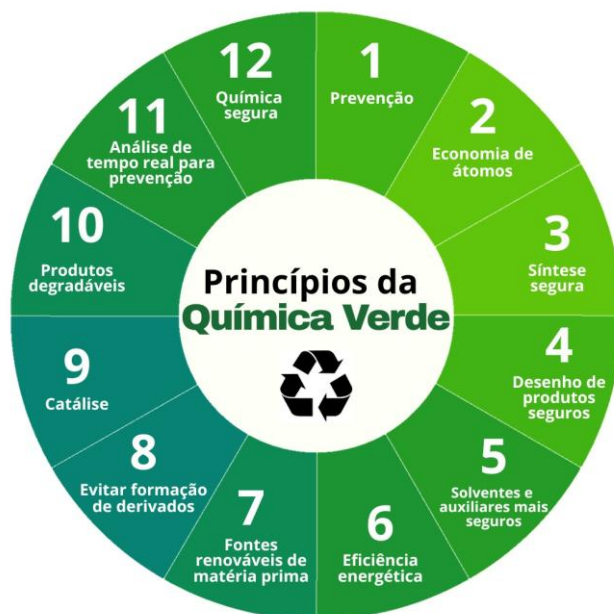 Princípios da
Química Verde
1
Prevenção
2
Economia de
átomos
3
Síntese
segura
4
Desenho de
produtos
seguros
5
Solventes e
auxiliares mais
seguros
6
Eficiência
energética
7
Fontes
renováveis de
matéria prima
8
Evitar formação
de derivados
9
Catálise
10
Produtos
degradáveis
11
Análise de
tempo real para
prevenção
12
Química
segura